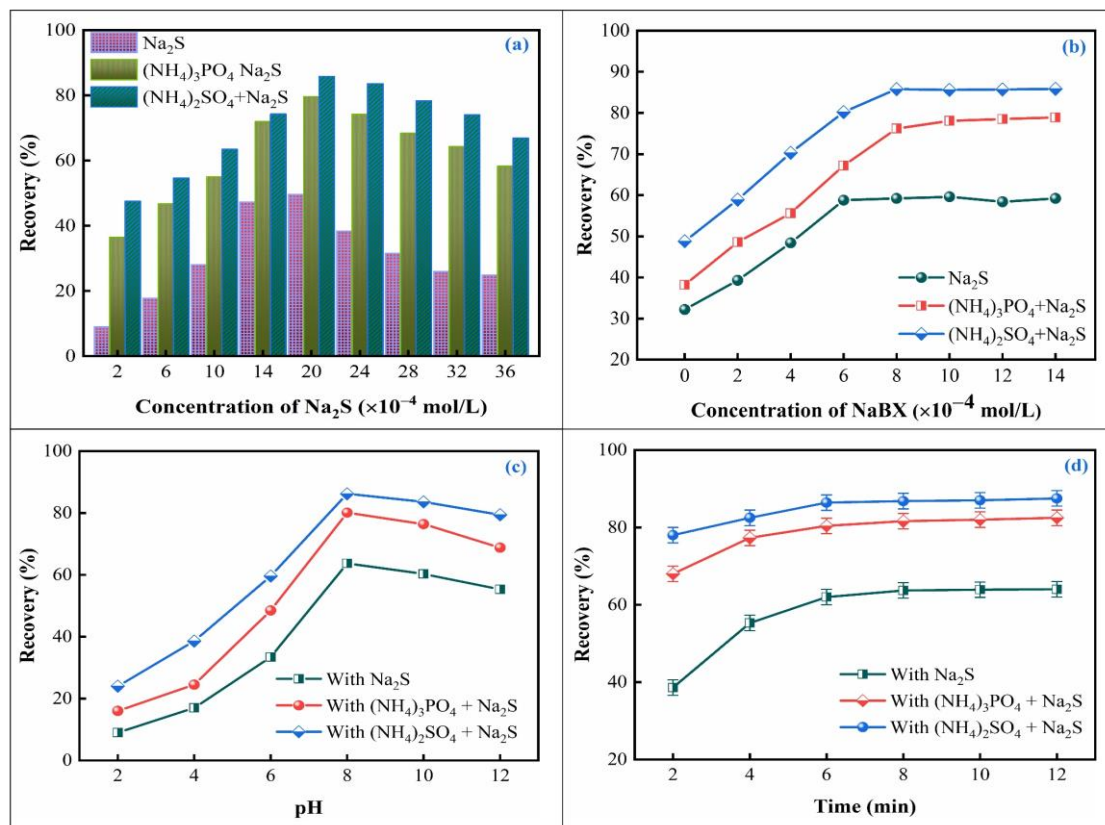 100
80
60
40
20
0
Recovery (%)
Na₂S
(NH₄)₃PO₄ Na₂S
(NH₄)₂SO₄+Na₂S
(a)
2 6 10 14 20 24 28 32 36
Concentration of Na₂S (×10⁻⁴ mol/L)
100
90
80
70
60
50
40
30
20
Recovery (%)
(b)
Na₂S
(NH₄)₃PO₄+Na₂S
(NH₄)₂SO₄+Na₂S
0 2 4 6 8 10 12 14
Concentration of NaBX (×10⁻⁴ mol/L)
100
80
60
40
20
0
Recovery (%)
(c)
With Na₂S
With (NH₄)₃PO₄ + Na₂S
With (NH₄)₂SO₄ + Na₂S
2 4 6 8 10 12
pH
100
80
60
40
20
Recovery (%)
(d)
With Na₂S
With (NH₄)₃PO₄ + Na₂S
With (NH₄)₂SO₄ + Na₂S
2 4 6 8 10 12
Time (min)